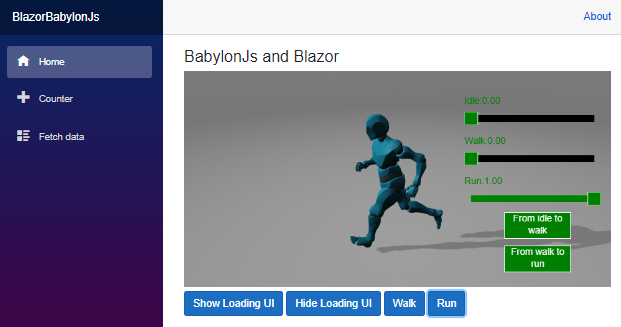 BlazorBabylonJs
About
Home
Counter
Fetch data
BabylonJs and Blazor
Idle:0.00
Walk:0.00
Run:1.00
From idle to
walk
From walk to
run
Show Loading UI
Hide Loading UI
Walk
Run